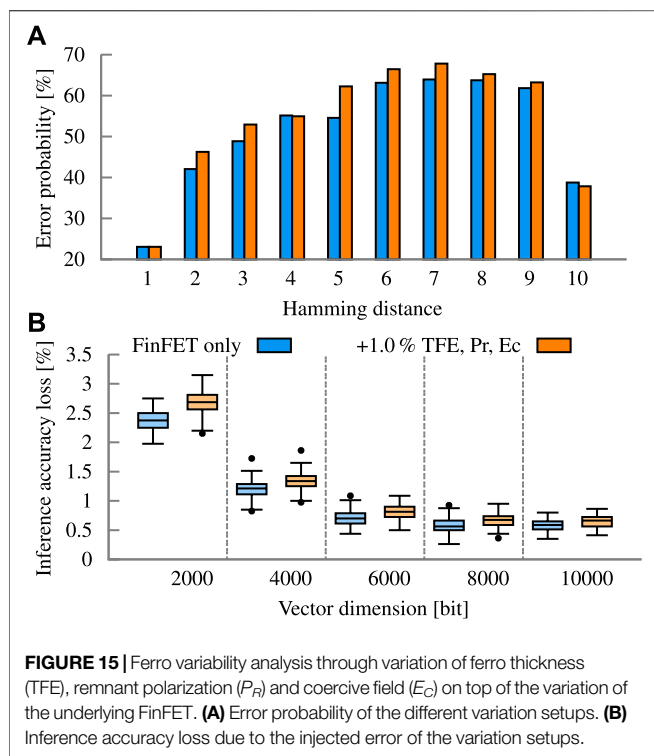 A
Error probability [%]
70
60
50
40
30
20
1 2 3 4 5 6 7 8 9 10
Hamming distance
B
FinFET only +1.0 % TFE, Pr, Ec
Inference accuracy loss [%]
3.5
3
2.5
2
1.5
1
0.5
0
2000 4000 6000 8000 10000
Vector dimension [bit]
FIGURE 15 | Ferro variability analysis through variation of ferro thickness
(TFE), remnant polarization (P_R) and coercive field (E_C) on top of the variation of
the underlying FinFET. (A) Error probability of the different variation setups. (B)
Inference accuracy loss due to the injected error of the variation setups.